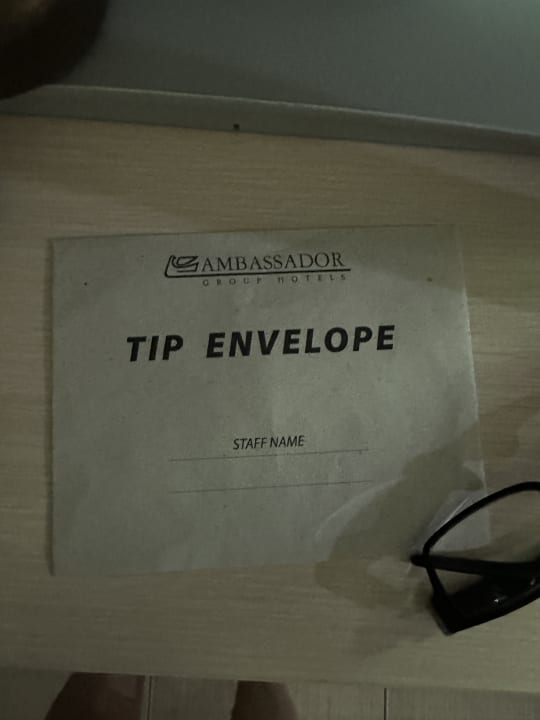 AMBASSADOR
GROUP HOTELS
TIP ENVELOPE
STAFF NAME